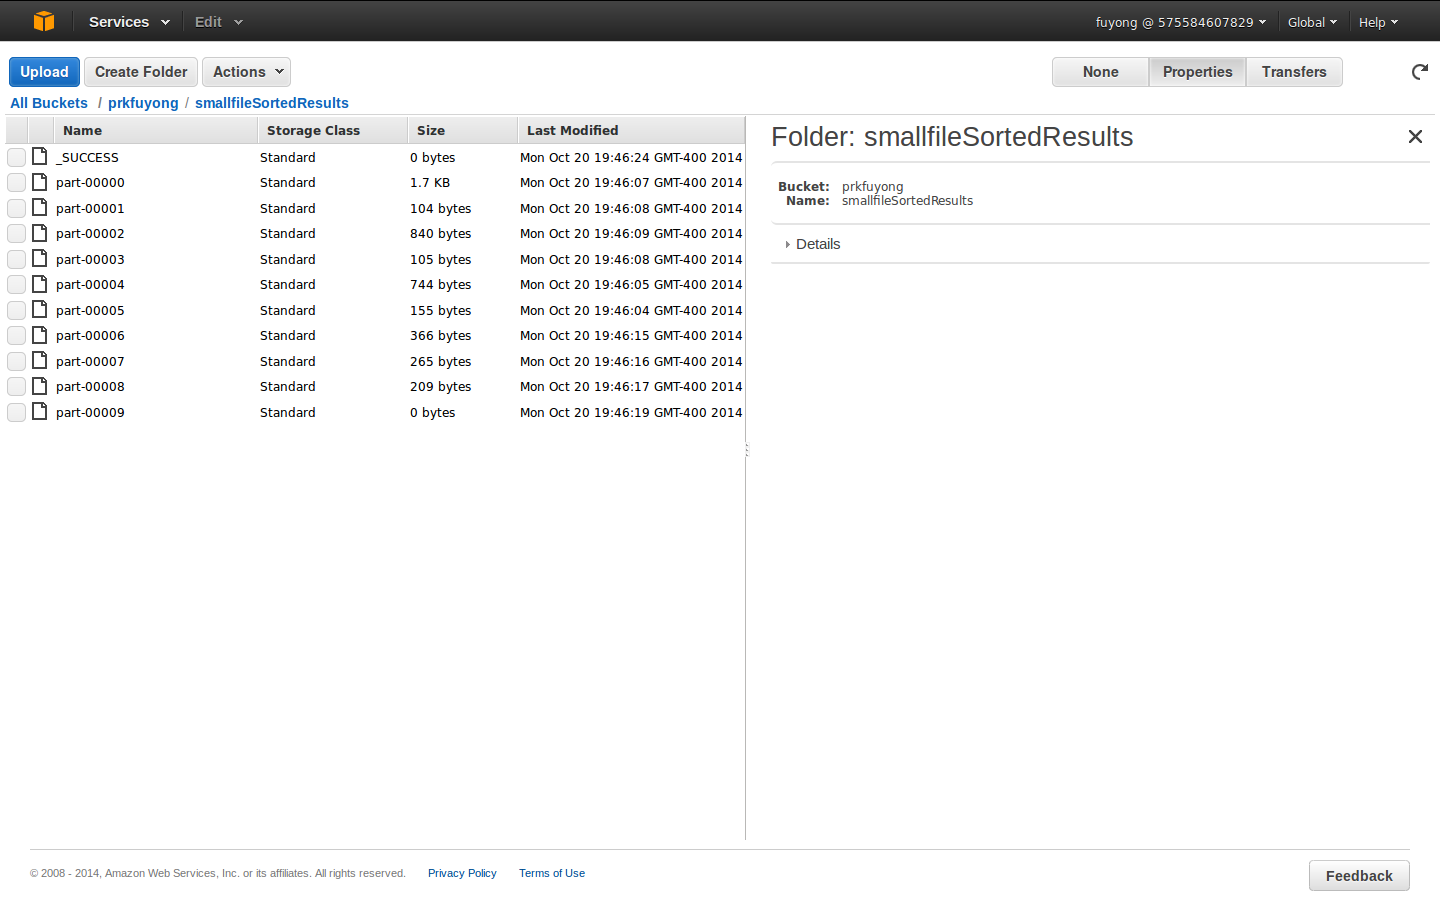 Services Edit fuyong @ 575584607829 Global Help
Upload Create Folder Actions None Properties Transfers
All Buckets / prkfuyong / smallfileSortedResults
Name Storage Class Size Last Modified
_SUCCESS Standard 0 bytes Mon Oct 20 19:46:24 GMT-400 2014
part-00000 Standard 1.7 KB Mon Oct 20 19:46:07 GMT-400 2014
part-00001 Standard 104 bytes Mon Oct 20 19:46:08 GMT-400 2014
part-00002 Standard 840 bytes Mon Oct 20 19:46:09 GMT-400 2014
part-00003 Standard 105 bytes Mon Oct 20 19:46:08 GMT-400 2014
part-00004 Standard 744 bytes Mon Oct 20 19:46:05 GMT-400 2014
part-00005 Standard 155 bytes Mon Oct 20 19:46:04 GMT-400 2014
part-00006 Standard 366 bytes Mon Oct 20 19:46:15 GMT-400 2014
part-00007 Standard 265 bytes Mon Oct 20 19:46:16 GMT-400 2014
part-00008 Standard 209 bytes Mon Oct 20 19:46:17 GMT-400 2014
part-00009 Standard 0 bytes Mon Oct 20 19:46:19 GMT-400 2014
Folder: smallfileSortedResults
Bucket: prkfuyong
Name: smallfileSortedResults
Details
© 2008 - 2014, Amazon Web Services, Inc. or its affiliates. All rights reserved. Privacy Policy Terms of Use Feedback